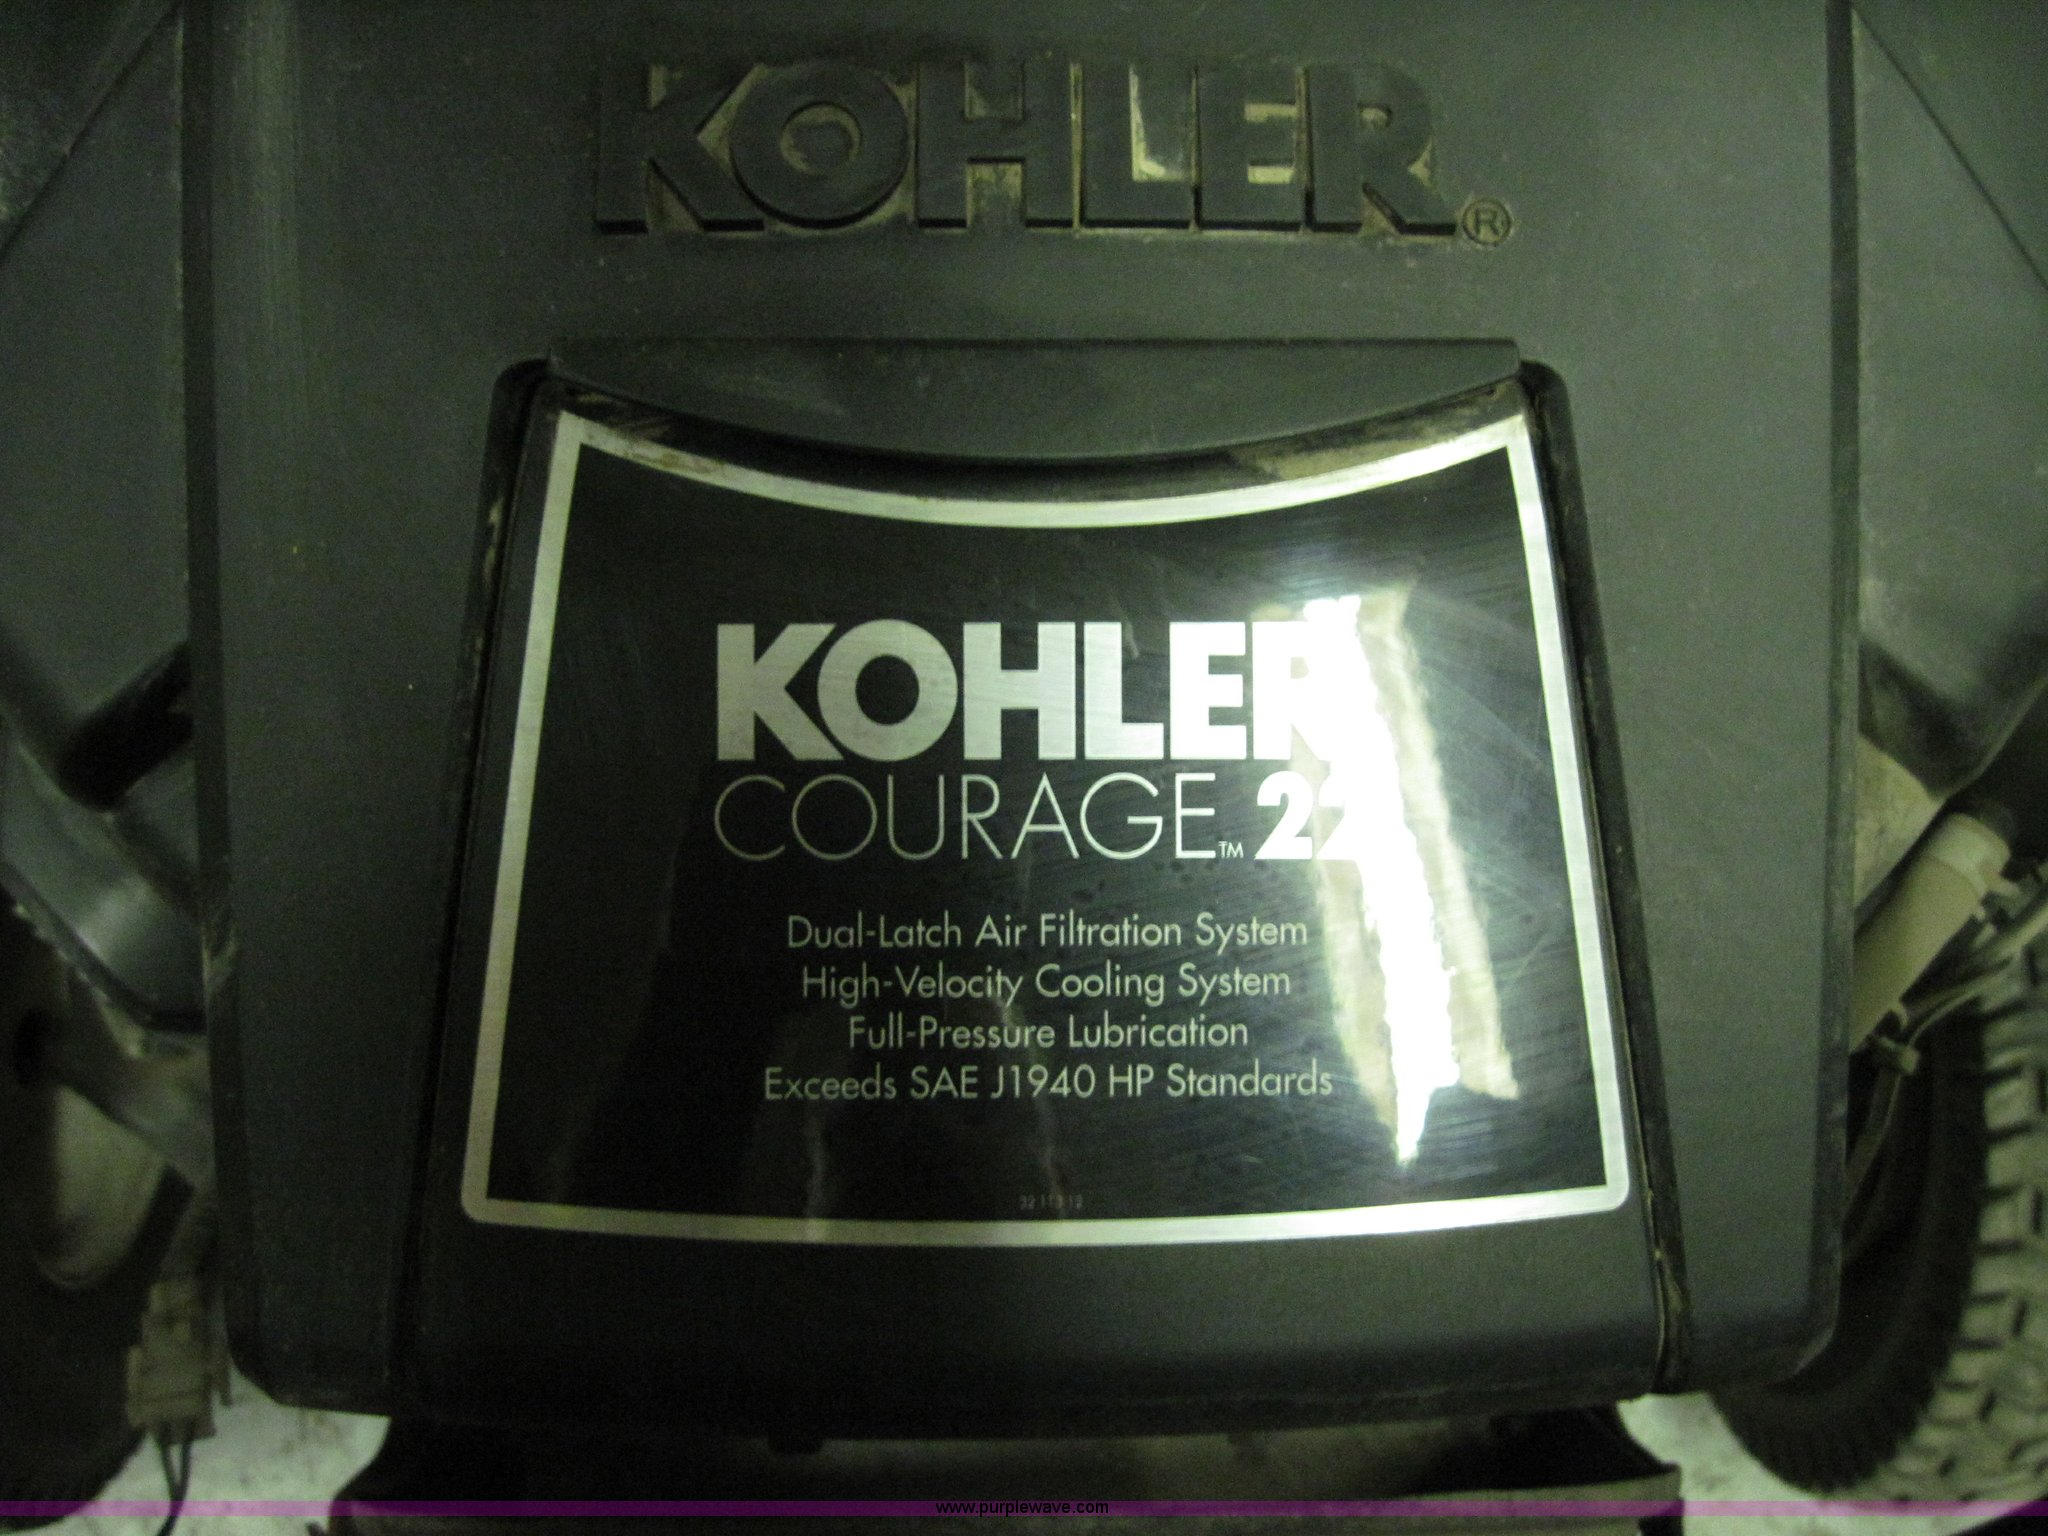 KOHLER®
KOHLER
COURAGE™ 22
Dual-Latch Air Filtration System
High-Velocity Cooling System
Full-Pressure Lubrication
Exceeds SAE J1940 HP Standards
www.purplewave.com